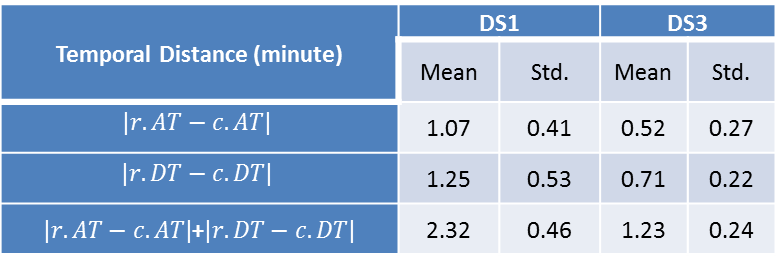 Temporal Distance (minute) DS1 DS3
Mean Std. Mean Std.
|r.AT − c.AT| 1.07 0.41 0.52 0.27
|r.DT − c.DT| 1.25 0.53 0.71 0.22
|r.AT − c.AT|+|r.DT − c.DT| 2.32 0.46 1.23 0.24